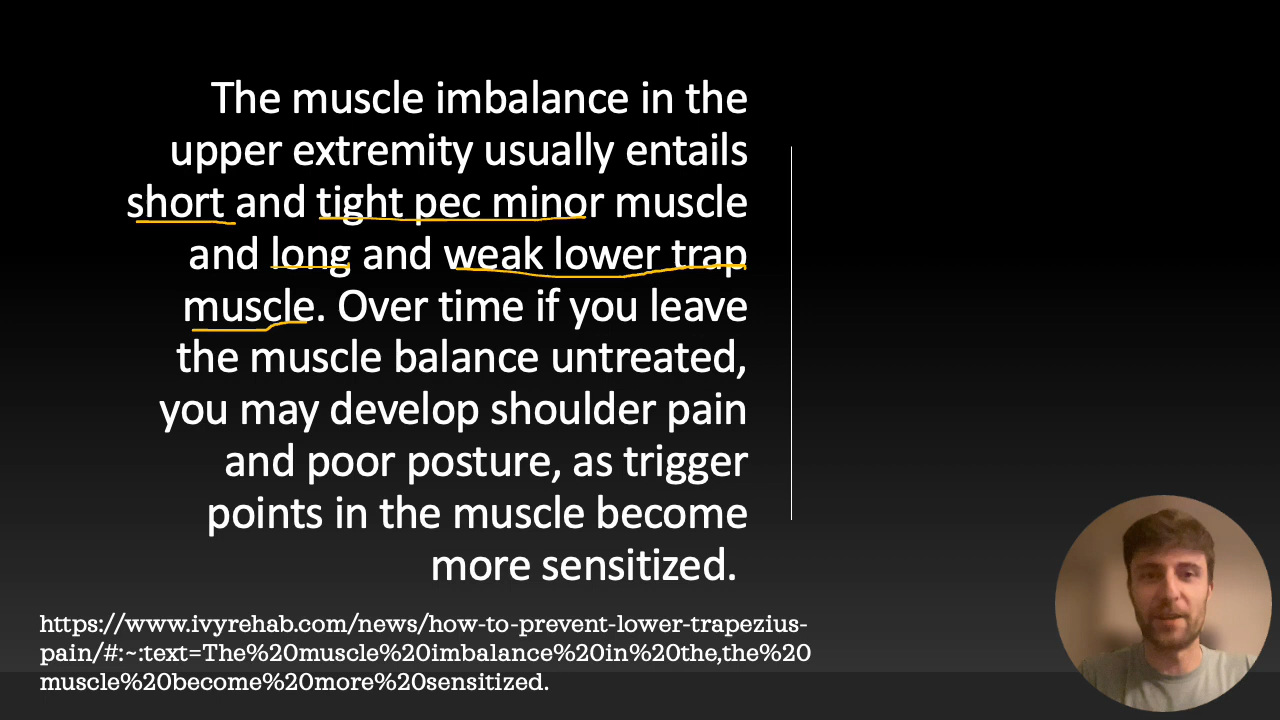 The muscle imbalance in the
upper extremity usually entails
short and tight pec minor muscle
and long and weak lower trap
muscle. Over time if you leave
the muscle balance untreated,
you may develop shoulder pain
and poor posture, as trigger
points in the muscle become
more sensitized.
https://www.ivyrehab.com/news/how-to-prevent-lower-trapezius-
pain/#:~:text=The%20muscle%20imbalance%20in%20the,the%20
muscle%20become%20more%20sensitized.